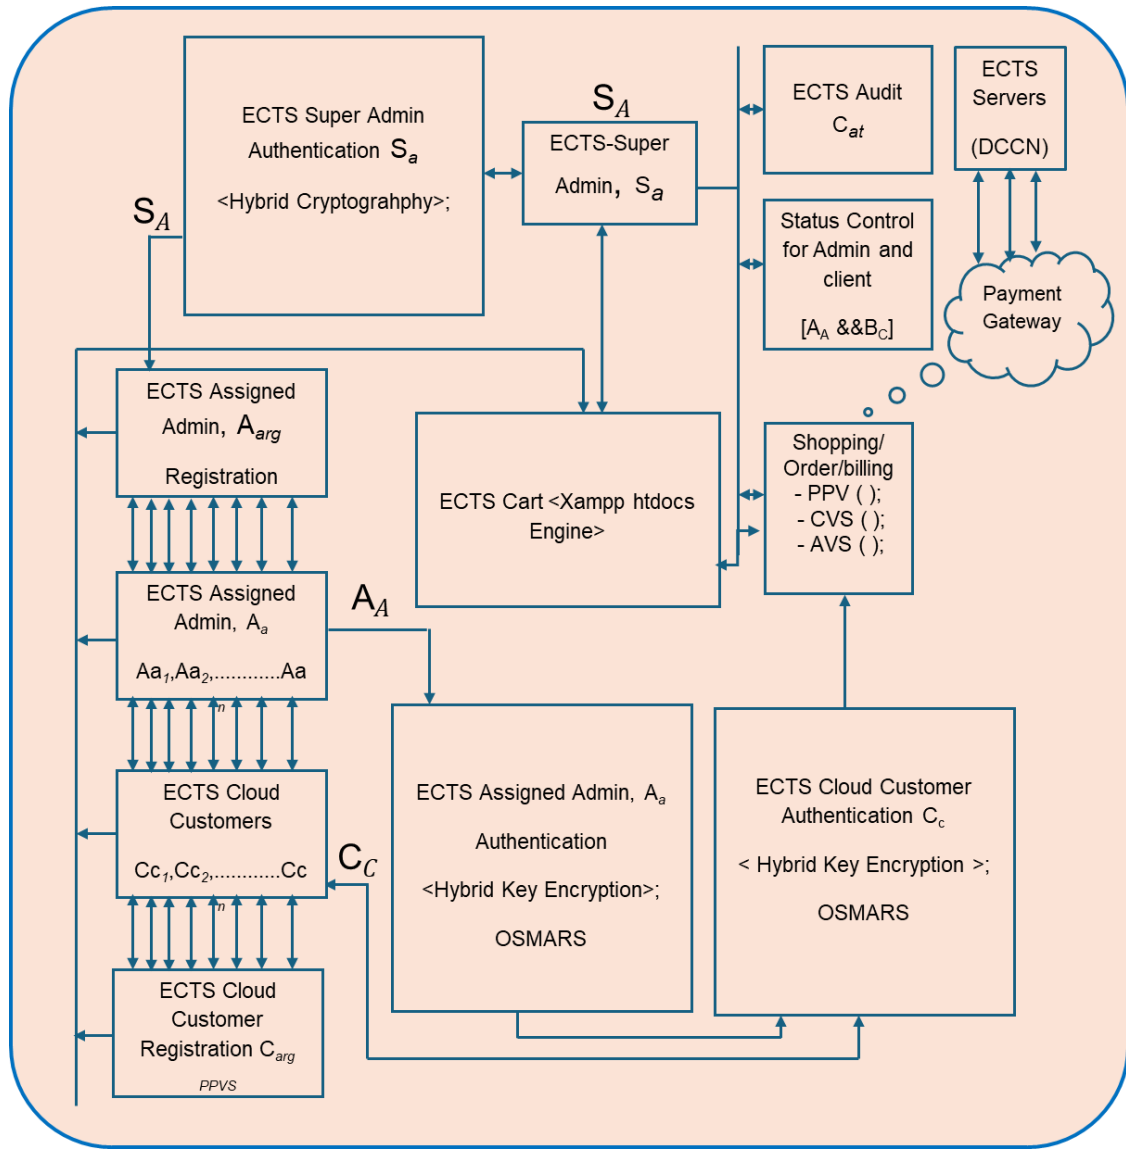 ECTS Super Admin
Authentication Sa
<Hybrid Cryptograhphy>;
SA
SA
ECTS-Super
Admin, Sa
ECTS Audit
Cat
ECTS
Servers
(DCCN)
Status Control
for Admin and
client
[AA &&BC]
Payment
Gateway
ECTS Assigned
Admin, Aarg
Registration
ECTS Cart <Xampp htdocs
Engine>
Shopping/
Order/billing
- PPV ( );
- CVS ( );
- AVS ( );
ECTS Assigned
Admin, Aa
Aa1,Aa2,............Aa
n
AA
ECTS Cloud
Customers
Cc1,Cc2,............Cc
n
CC
ECTS Assigned Admin, Aa
Authentication
<Hybrid Key Encryption>;
OSMARS
ECTS Cloud Customer
Authentication Cc
< Hybrid Key Encryption >;
OSMARS
ECTS Cloud
Customer
Registration Carg
PPVS